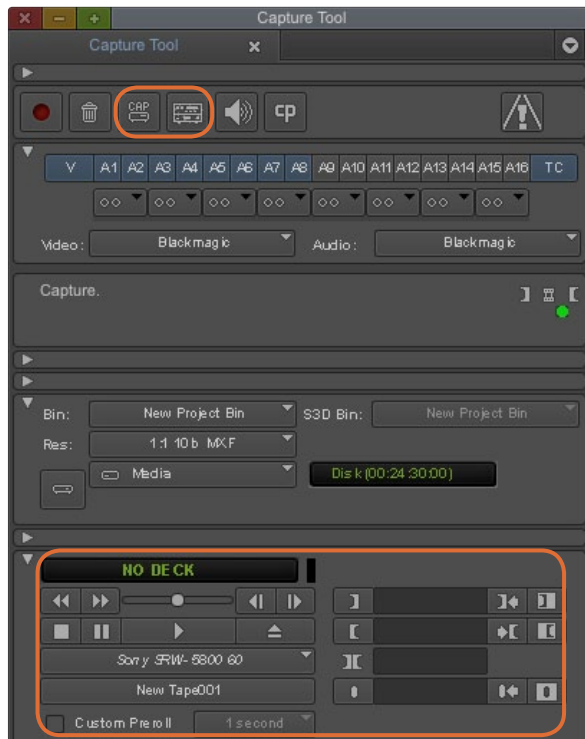 Capture Tool
Capture Tool
CAP
CP
V A1 A2 A3 A4 A5 A6 A7 A8 A9 A10 A11 A12 A13 A14 A15 A16 TC
Video: Blackmagic Audio: Blackmagic
Capture.
Bin: New Project Bin S3D Bin: New Project Bin
Res: 1:1 10b MXF
Media Disk (00:24:30:00)
NO DECK
Sony SRW-5800 60
New Tape001
Custom Preroll 1 second